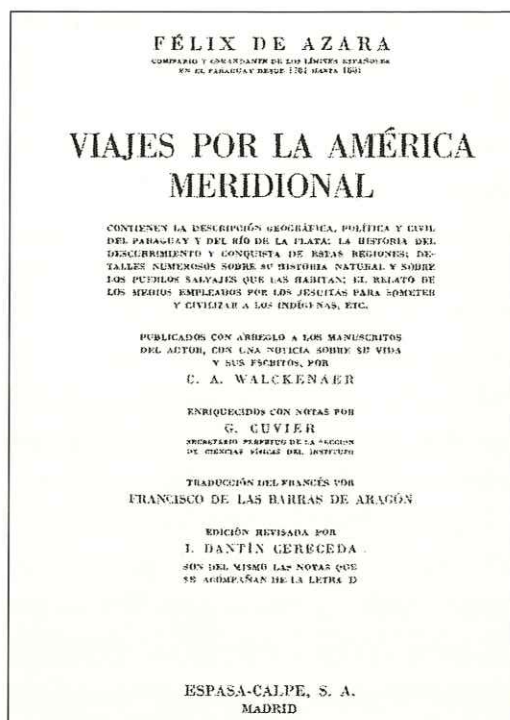 FÉLIX DE AZARA
COMISARIO Y COMANDANTE DE LOS LÍMITES ESPAÑOLES
EN EL PARAGUAY DESDE 1781 HASTA 1801
VIAJES POR LA AMÉRICA
MERIDIONAL
CONTIENEN LA DESCRIPCIÓN GEOGRÁFICA, POLÍTICA Y CIVIL
DEL PARAGUAY Y DEL RÍO DE LA PLATA; LA HISTORIA DEL
DESCUBRIMIENTO Y CONQUISTA DE ESTAS REGIONES; DE-
TALLES NUMEROSOS SOBRE SU HISTORIA NATURAL Y SOBRE
LOS PUEBLOS SALVAJES QUE LAS HABITAN; EL RELATO DE
LOS MEDIOS EMPLEADOS POR LOS JESUÍTAS PARA SOMETER
Y CIVILIZAR A LOS INDÍGENAS, ETC.
PUBLICADOS CON ARREGLO A LOS MANUSCRITOS
DEL AUTOR, CON UNA NOTICIA SOBRE SU VIDA
Y SUS ESCRITOS, POR
C. A. WALCKENAER
ENRIQUECIDOS CON NOTAS POR
G. CUVIER
SECRETARIO PERPETUO DE LA SECCIÓN
DE CIENCIAS FÍSICAS DEL INSTITUTO
TRADUCCIÓN DEL FRANCÉS POR
FRANCISCO DE LAS BARRAS DE ARAGÓN
EDICIÓN REVISADA POR
J. DANTÍN CERECEDA
SON DEL MISMO LAS NOTAS QUE
SE ACOMPAÑAN DE LA LETRA D
ESPASA-CALPE, S. A.
MADRID